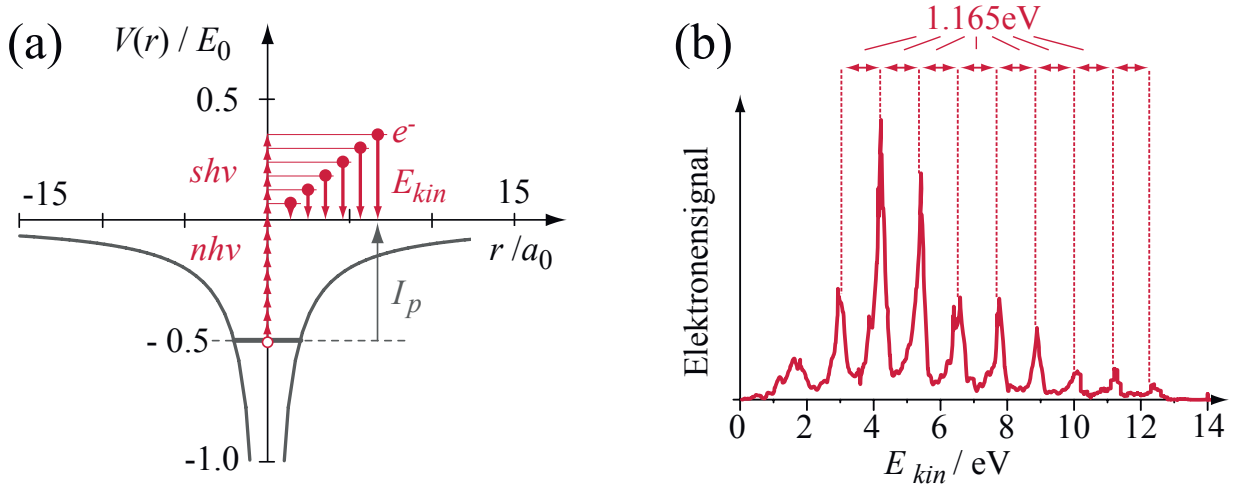 (a)
V(r) / E0
0.5
e-
shν
Ekin
-15
15
nhν
r /a0
Ip
- 0.5
-1.0
(b)
1.165eV
Elektronensignal
0 2 4 6 8 10 12 14
E kin / eV